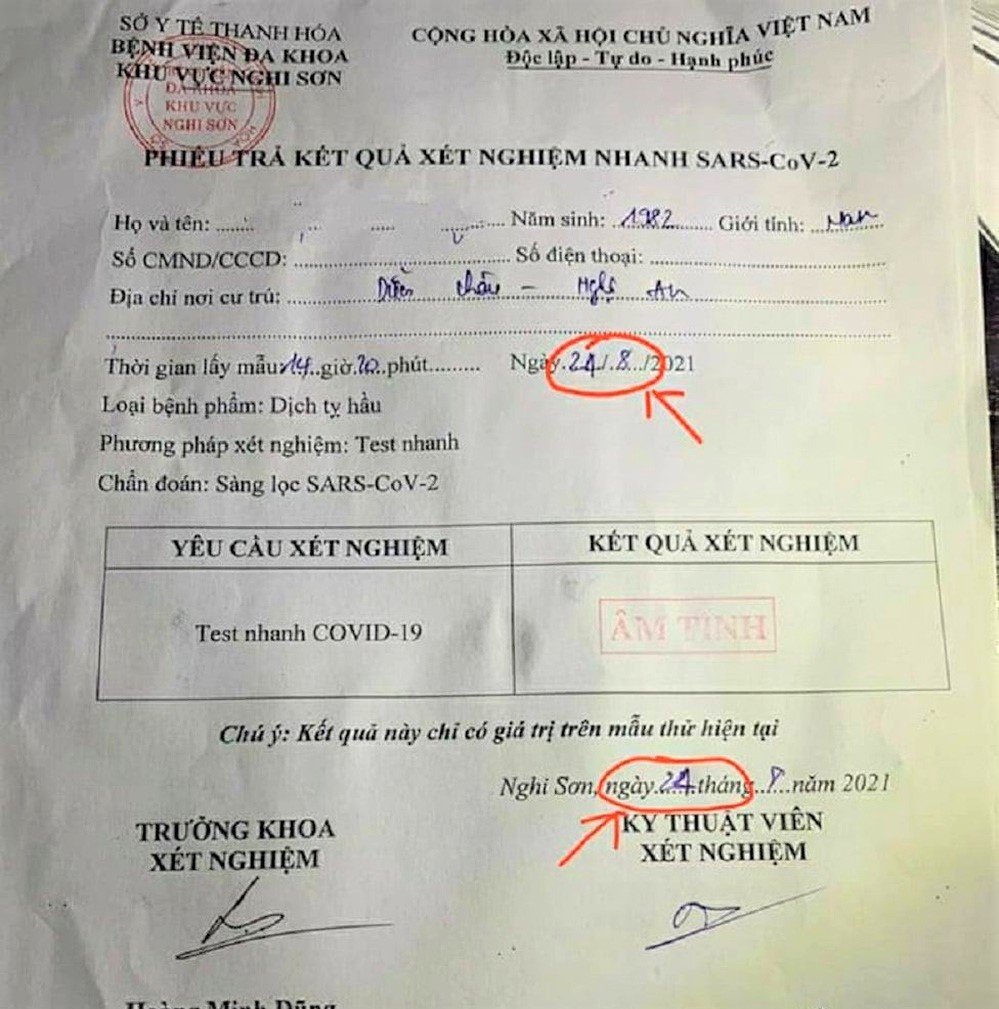 SỞ Y TẾ THANH HÓA
BỆNH VIỆN ĐA KHOA
KHU VỰC NGHI SƠN
CỘNG HÒA XÃ HỘI CHỦ NGHĨA VIỆT NAM
Độc lập - Tự do - Hạnh phúc
ĐA KHOA
KHU VỰC
NGHI SƠN
PHIẾU TRẢ KẾT QUẢ XÉT NGHIỆM NHANH SARS-CoV-2
Họ và tên: Năm sinh: 1982 Giới tính: Nam
Số CMND/CCCD: Số điện thoại:
Địa chỉ nơi cư trú: Diễn Châu - Nghệ An
Thời gian lấy mẫu 14 giờ 20 phút Ngày 24/8/2021
Loại bệnh phẩm: Dịch tỵ hầu
Phương pháp xét nghiệm: Test nhanh
Chẩn đoán: Sàng lọc SARS-CoV-2
YÊU CẦU XÉT NGHIỆM KẾT QUẢ XÉT NGHIỆM
Test nhanh COVID-19 ÂM TÍNH
Chú ý: Kết quả này chỉ có giá trị trên mẫu thử hiện tại
Nghi Sơn, ngày 24 tháng 8 năm 2021
TRƯỞNG KHOA
XÉT NGHIỆM
KỸ THUẬT VIÊN
XÉT NGHIỆM
Hoàng Minh Dũng